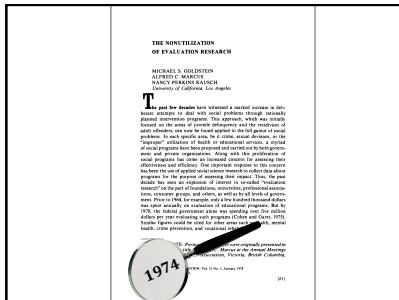 THE NONUTILIZATION
OF EVALUATION RESEARCH
MICHAEL S. GOLDSTEIN
ALFRED C. MARCUS
NANCY PERKINS RAUSCH
University of California, Los Angeles
The past few decades have witnessed a marked increase in deli-
berate attempts to deal with social problems through rationally
planned intervention programs. This approach, which was initially
focused on the areas of juvenile delinquency and the recidivism of
adult offenders, can now be found applied to the full gamut of social
problems. In each specific area, be it crime, sexual deviance, or the
"improper" utilization of health or educational services, a myriad
of social programs have been proposed and carried out by both govern-
ment and private organizations. Along with this proliferation of
social programs has come an increased concern for assessing their
effectiveness and efficiency. One important response to this concern
has been the use of applied social science research to collect data about
programs for the purpose of assessing their impact. Thus, the past
decade has seen an explosion of interest in so-called "evaluation
research" on the part of foundations, universities, professional associa-
tions, consumer groups, and others, as well as by all levels of govern-
ment. Prior to 1964, for example, only a few hundred thousand dollars
was spent annually on evaluation of educational programs. But by
1970, the federal government alone was spending over five million
dollars per year evaluating such programs (Cohen and Garet, 1975).
Similar figures could be cited for other areas such health, mental
health, crime prevention, and vocational
were originally presented in
Marcus at the Annual Meetings
Association, Victoria, British Columbia,
1974
REVIEW, Vol. 21 No. 1, January 1978
[21]